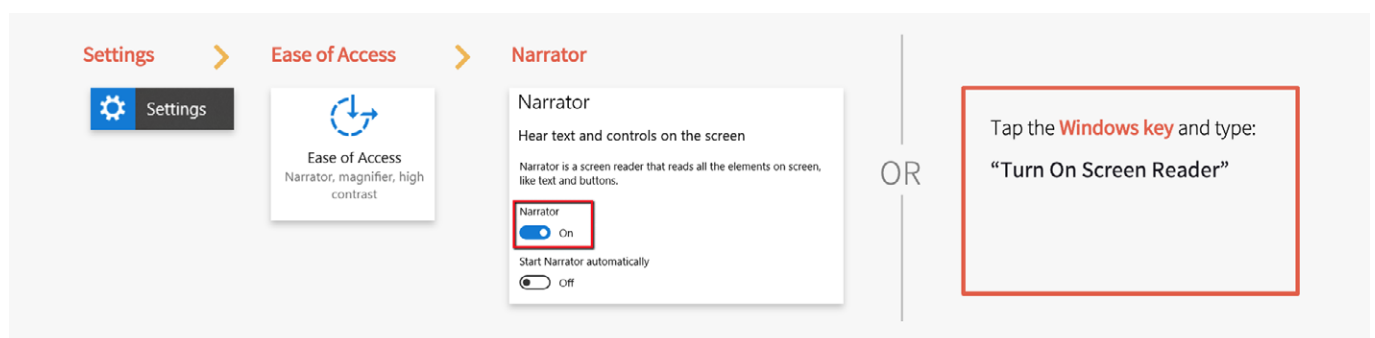 Settings
Ease of Access
Narrator
Settings
Ease of Access
Narrator, magnifier, high
contrast
Narrator
Hear text and controls on the screen
Narrator is a screen reader that reads all the elements on screen,
like text and buttons.
Narrator
On
Start Narrator automatically
Off
OR
Tap the Windows key and type:
“Turn On Screen Reader”